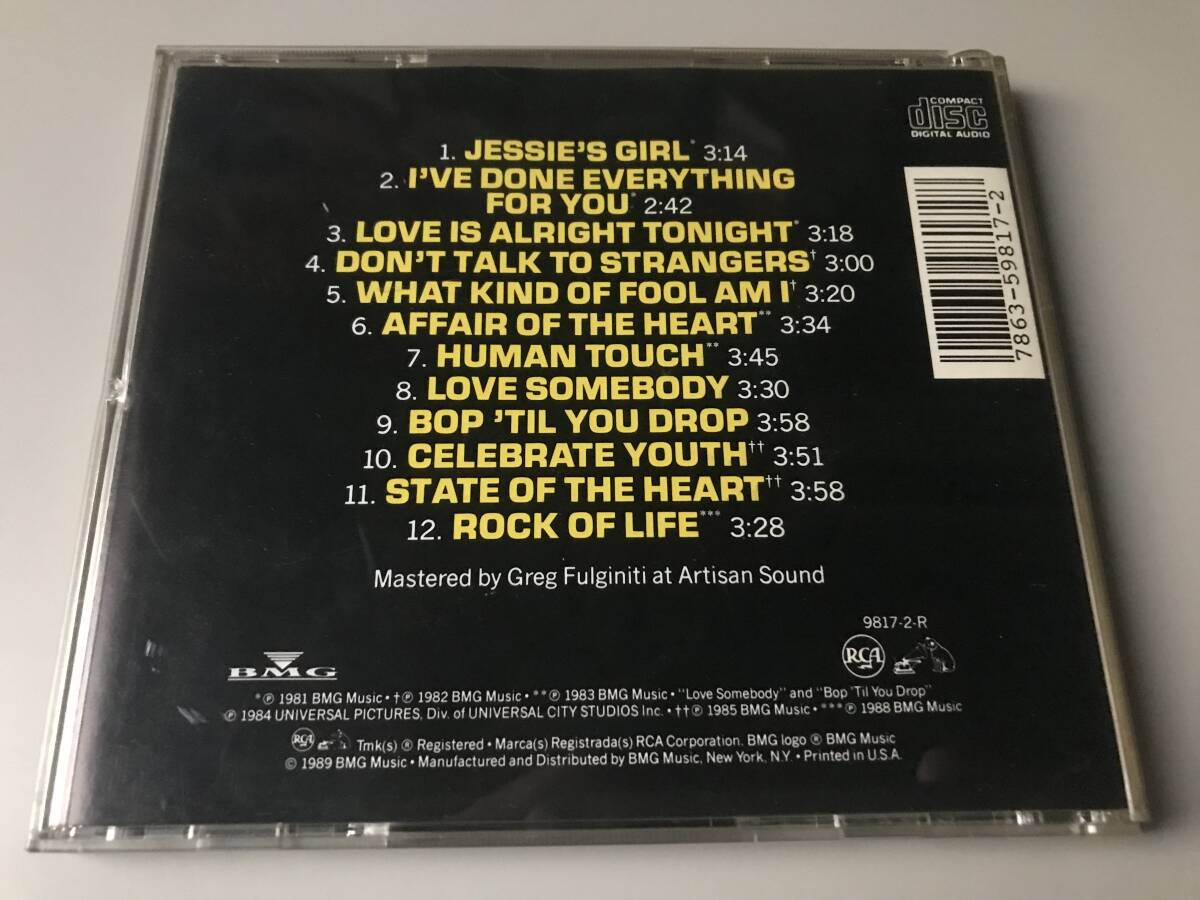 COMPACT
disc
DIGITAL AUDIO
1. JESSIE'S GIRL* 3:14
2. I'VE DONE EVERYTHING
FOR YOU* 2:42
3. LOVE IS ALRIGHT TONIGHT* 3:18
4. DON'T TALK TO STRANGERS† 3:00
5. WHAT KIND OF FOOL AM I† 3:20
6. AFFAIR OF THE HEART** 3:34
7. HUMAN TOUCH** 3:45
8. LOVE SOMEBODY 3:30
9. BOP 'TIL YOU DROP 3:58
10. CELEBRATE YOUTH†† 3:51
11. STATE OF THE HEART†† 3:58
12. ROCK OF LIFE*** 3:28
7863-59817-2
Mastered by Greg Fulginiti at Artisan Sound
9817-2-R
BMG
RCA
*℗ 1981 BMG Music • †℗ 1982 BMG Music • **℗ 1983 BMG Music • "Love Somebody" and "Bop 'Til You Drop"
℗ 1984 UNIVERSAL PICTURES, Div. of UNIVERSAL CITY STUDIOS Inc. • ††℗ 1985 BMG Music • ***℗ 1988 BMG Music
RCA Tmk(s) ® Registered • Marca(s) Registrada(s) RCA Corporation. BMG logo ® BMG Music
© 1989 BMG Music • Manufactured and Distributed by BMG Music, New York, N.Y. • Printed in U.S.A.